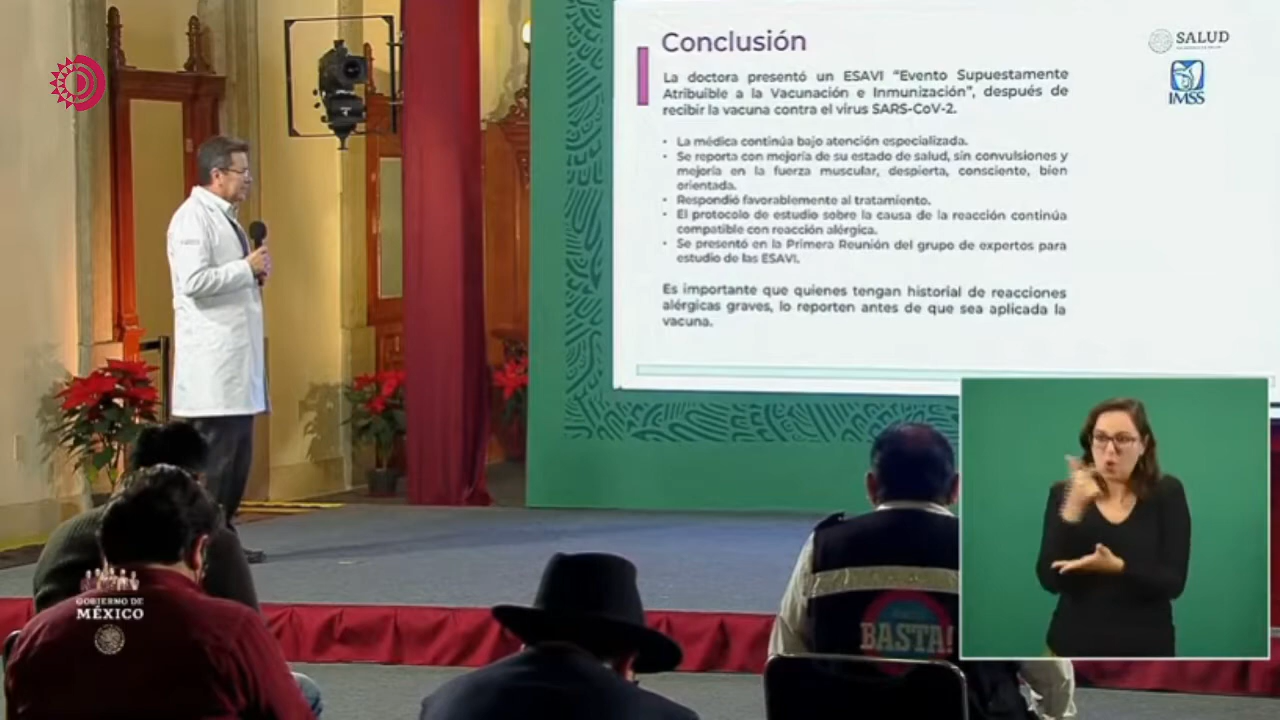 Conclusión
SALUD
IMSS
La doctora presentó un ESAVI "Evento Supuestamente
Atribuible a la Vacunación e Inmunización", después de
recibir la vacuna contra el virus SARS-CoV-2.
• La médica continúa bajo atención especializada.
• Se reporta con mejoría de su estado de salud, sin convulsiones y
mejoría en la fuerza muscular, despierta, consciente, bien
orientada.
• Respondió favorablemente al tratamiento.
• El protocolo de estudio sobre la causa de la reacción continúa
compatible con reacción alérgica.
• Se presentó en la Primera Reunión del grupo de expertos para
estudio de las ESAVI.
Es importante que quienes tengan historial de reacciones
alérgicas graves, lo reporten antes de que sea aplicada la
vacuna.
GOBIERNO DE
MÉXICO
BASTA!